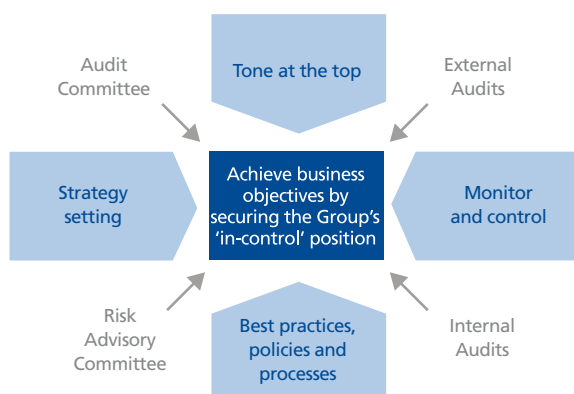 Audit
Committee
Tone at the top
External
Audits
Strategy
setting
Achieve business
objectives by
securing the Group’s
‘in-control’ position
Monitor
and control
Risk
Advisory
Committee
Best practices,
policies and
processes
Internal
Audits